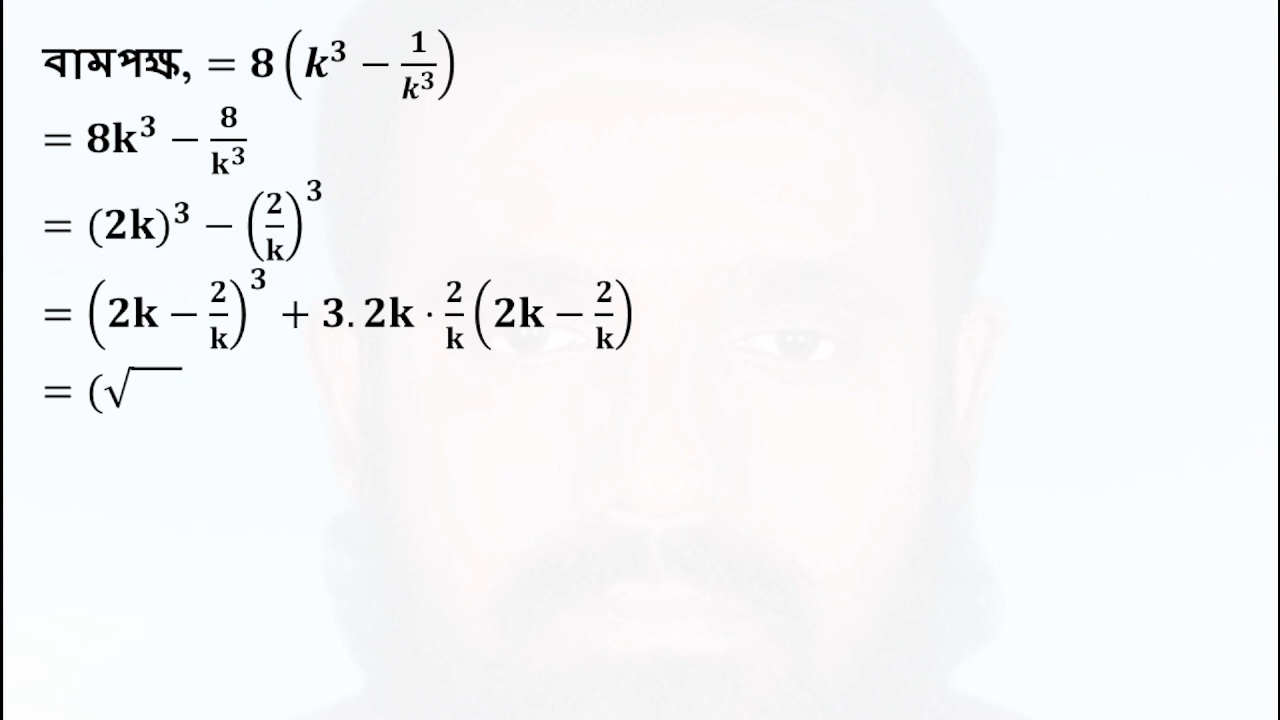 বামপক্ষ, = 8(k³ − 1/k³)
= 8k³ − 8/k³
= (2k)³ − (2/k)³
= (2k − 2/k)³ + 3.2k · 2/k (2k − 2/k)
= (√